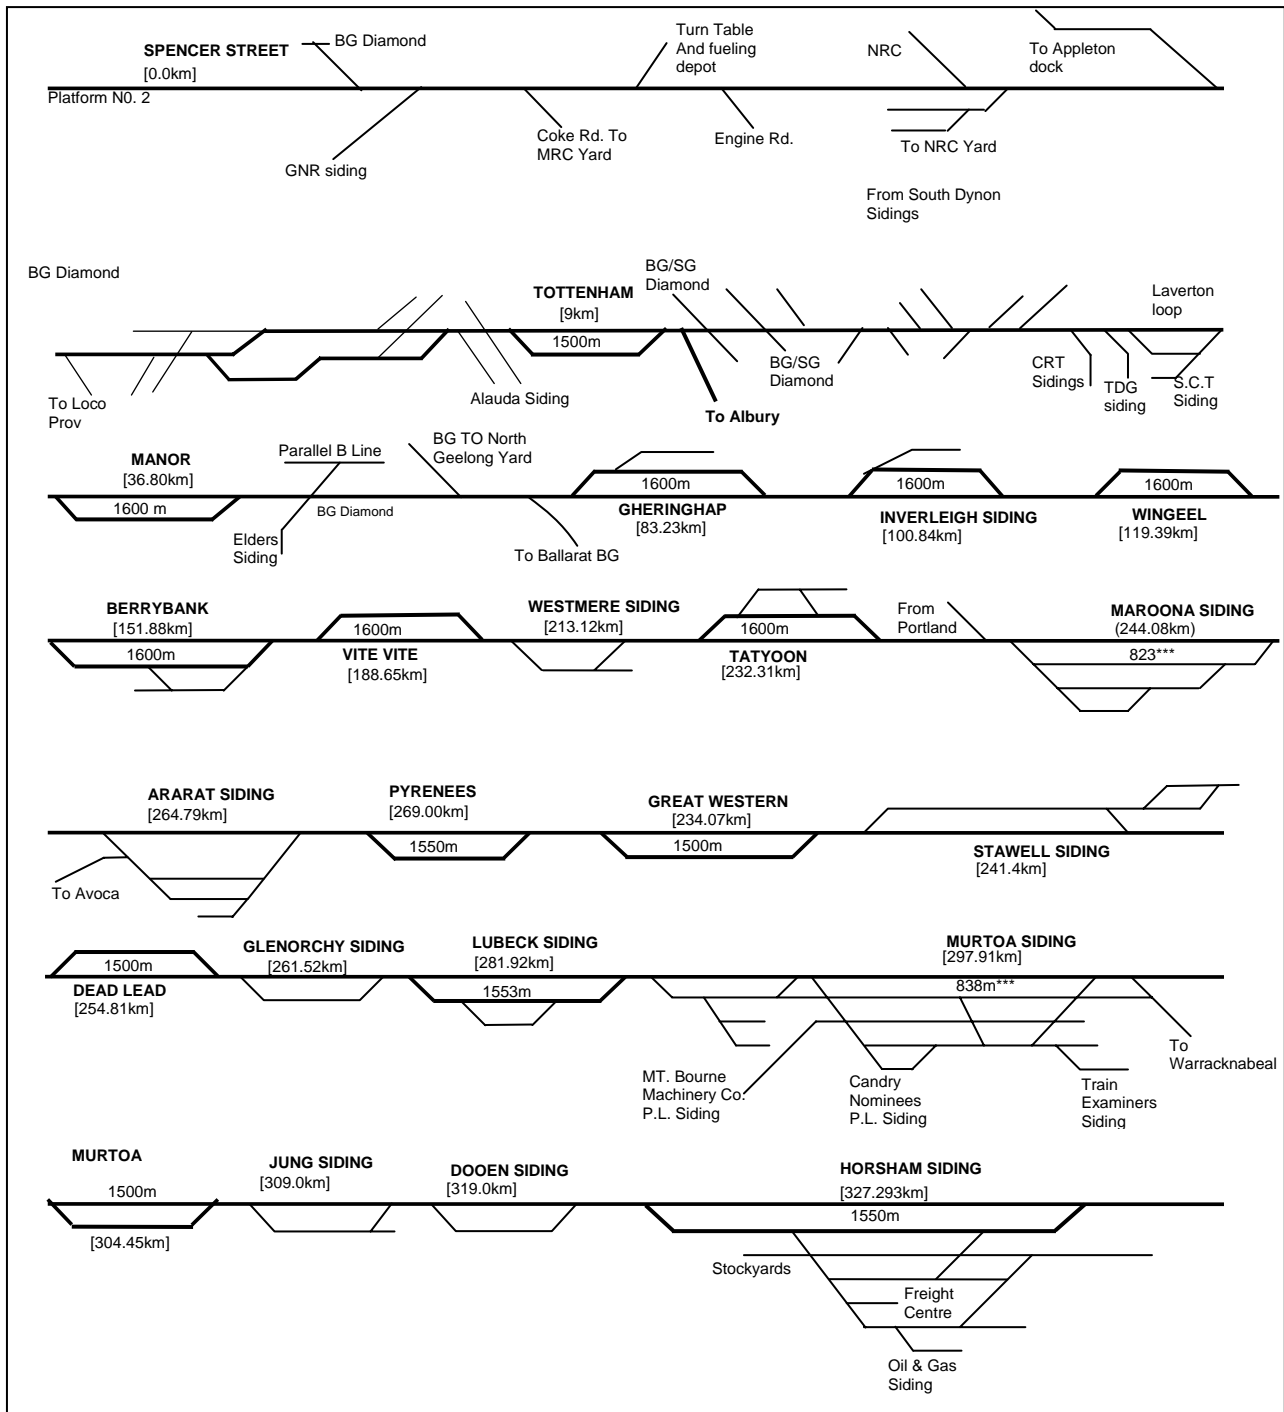 SPENCER STREET
[0.0km]
Platform N0. 2
BG Diamond
GNR siding
Coke Rd. To
MRC Yard
Turn Table
And fueling
depot
Engine Rd.
NRC
To Appleton
dock
To NRC Yard
From South Dynon
Sidings
BG Diamond
To Loco
Prov
Alauda Siding
TOTTENHAM
[9km]
1500m
BG/SG
Diamond
To Albury
BG/SG
Diamond
CRT
Sidings
TDG
siding
Laverton
loop
S.C.T
Siding
MANOR
[36.80km]
1600 m
Parallel B Line
BG Diamond
Elders
Siding
BG TO North
Geelong Yard
To Ballarat BG
1600m
GHERINGHAP
[83.23km]
1600m
INVERLEIGH SIDING
[100.84km]
1600m
WINGEEL
[119.39km]
BERRYBANK
[151.88km]
1600m
1600m
VITE VITE
[188.65km]
WESTMERE SIDING
[213.12km]
1600m
TATYOON
[232.31km]
From
Portland
MAROONA SIDING
(244.08km)
823***
ARARAT SIDING
[264.79km]
To Avoca
PYRENEES
[269.00km]
1550m
GREAT WESTERN
[234.07km]
1500m
STAWELL SIDING
[241.4km]
1500m
DEAD LEAD
[254.81km]
GLENORCHY SIDING
[261.52km]
LUBECK SIDING
[281.92km]
1553m
MURTOA SIDING
[297.91km]
838m***
MT. Bourne
Machinery Co.
P.L. Siding
Candry
Nominees
P.L. Siding
Train
Examiners
Siding
To
Warracknabeal
MURTOA
1500m
[304.45km]
JUNG SIDING
[309.0km]
DOOEN SIDING
[319.0km]
HORSHAM SIDING
[327.293km]
1550m
Stockyards
Freight
Centre
Oil & Gas
Siding